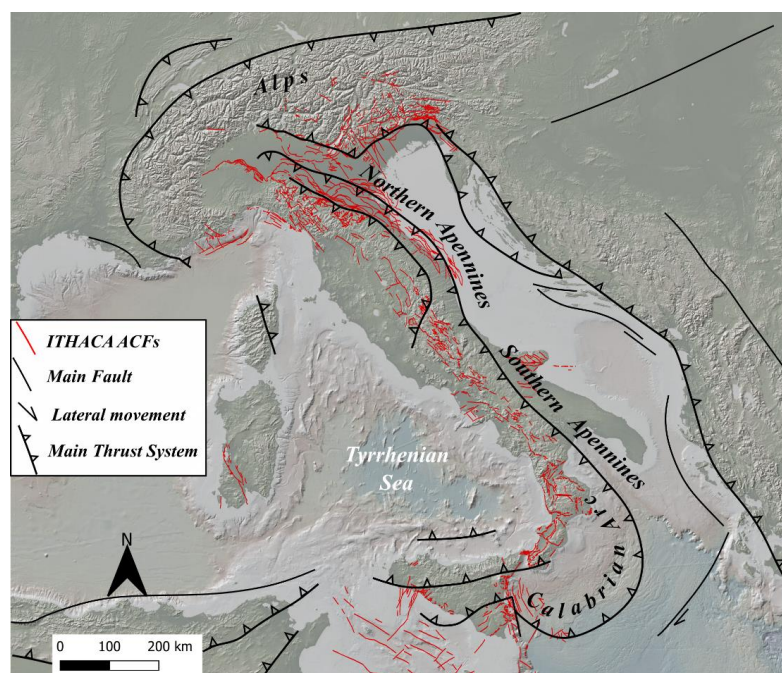 Alps
Northern Apennines
ITHACA ACFs
Main Fault
Lateral movement
Main Thrust System
Southern Apennines
Tyrrhenian
Sea
Calabrian Arc
N
0 100 200 km